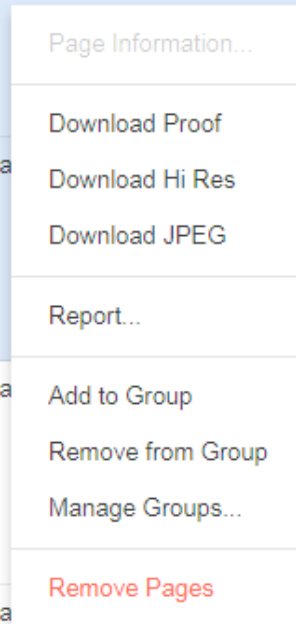 Page Information...
Download Proof
Download Hi Res
Download JPEG
Report...
Add to Group
Remove from Group
Manage Groups...
Remove Pages